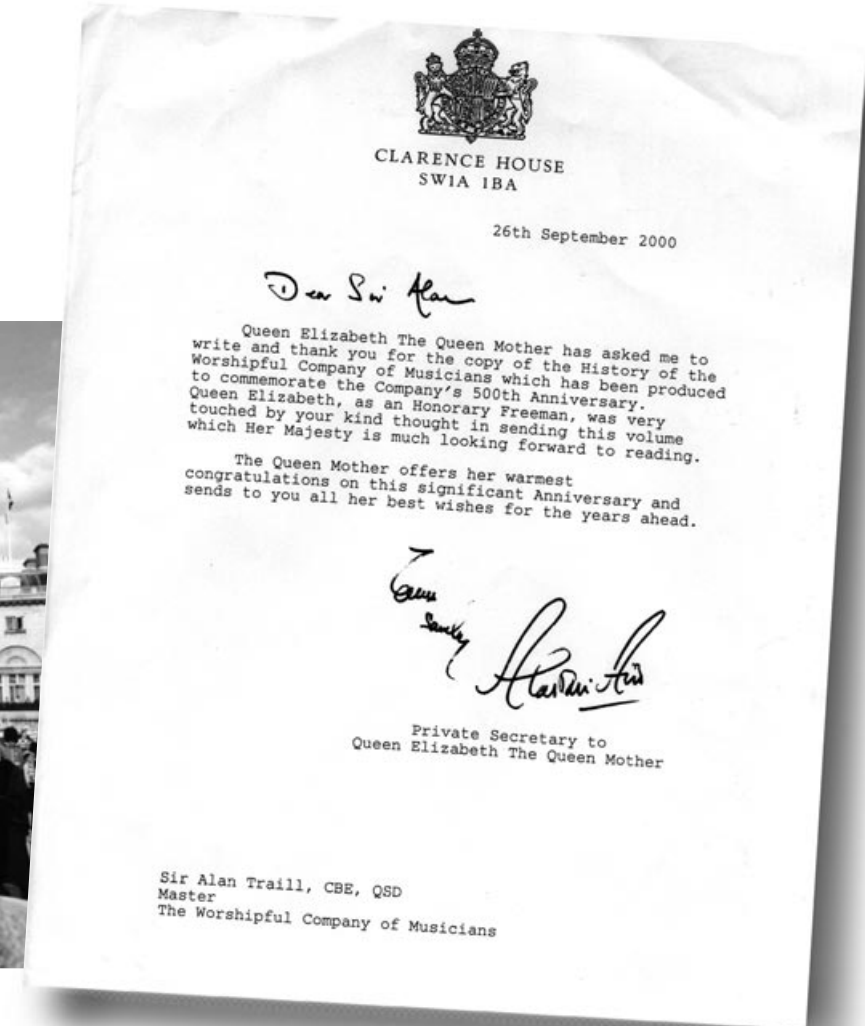 CLARENCE HOUSE
SW1A 1BA
26th September 2000
Dear Sir Alan
Queen Elizabeth The Queen Mother has asked me to
write and thank you for the copy of the History of the
Worshipful Company of Musicians which has been produced
to commemorate the Company's 500th Anniversary.
Queen Elizabeth, as an Honorary Freeman, was very
touched by your kind thought in sending this volume
which Her Majesty is much looking forward to reading.
The Queen Mother offers her warmest
congratulations on this significant Anniversary and
sends to you all her best wishes for the years ahead.
Private Secretary to
Queen Elizabeth The Queen Mother
Sir Alan Traill, CBE, QSD
Master
The Worshipful Company of Musicians